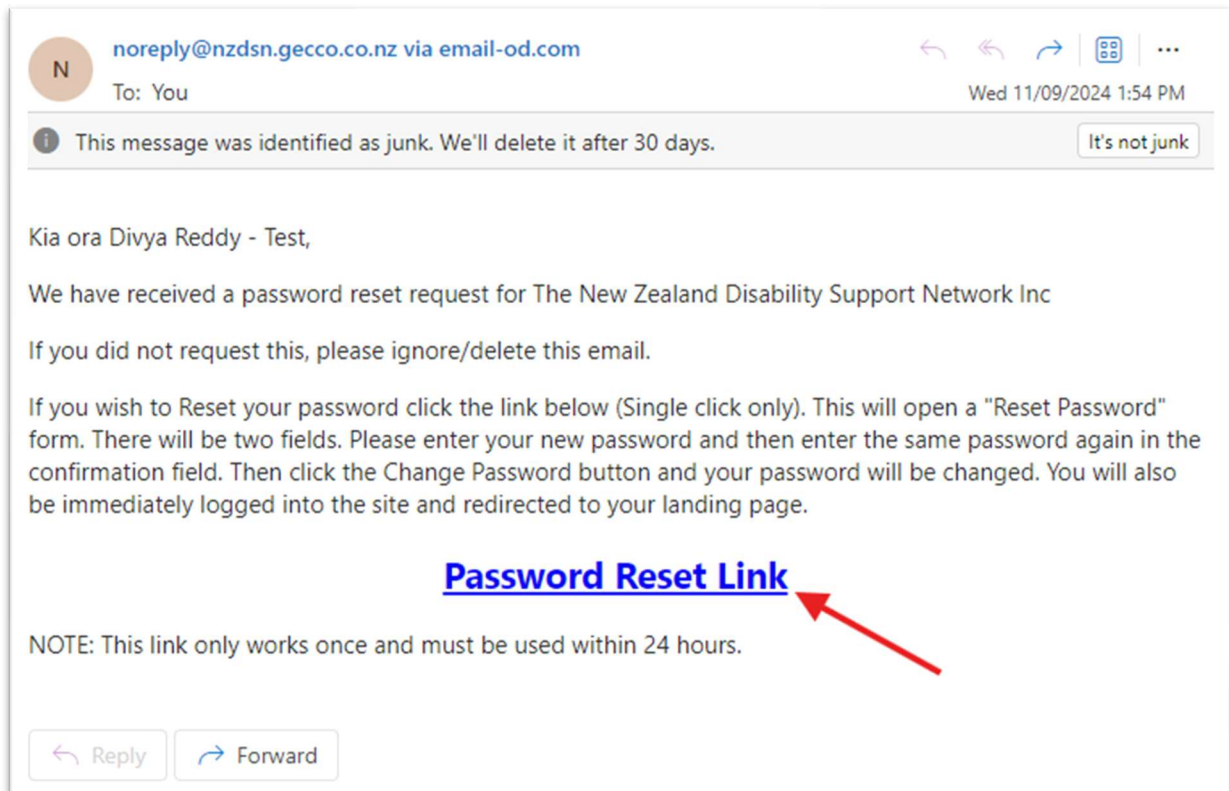 noreply@nzdsn.gecco.co.nz via email-od.com
N
To: You
Wed 11/09/2024 1:54 PM
This message was identified as junk. We'll delete it after 30 days.
It's not junk
Kia ora Divya Reddy - Test,
We have received a password reset request for The New Zealand Disability Support Network Inc
If you did not request this, please ignore/delete this email.
If you wish to Reset your password click the link below (Single click only). This will open a "Reset Password"
form. There will be two fields. Please enter your new password and then enter the same password again in the
confirmation field. Then click the Change Password button and your password will be changed. You will also
be immediately logged into the site and redirected to your landing page.
Password Reset Link
NOTE: This link only works once and must be used within 24 hours.
Reply
Forward